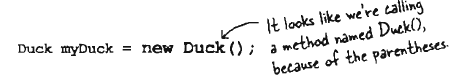 Duck myDuck = new Duck();
It looks like we're calling
a method named Duck(),
because of the parentheses.